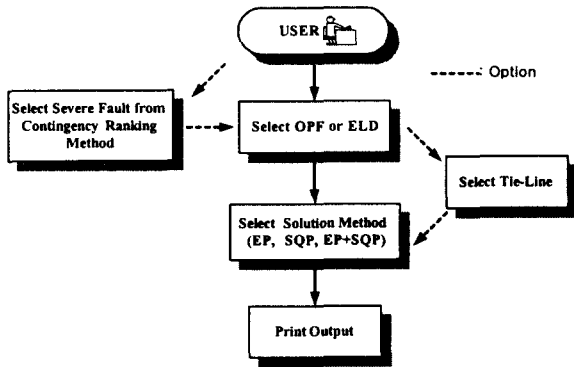 USER
Option
Select Severe Fault from
Contingency Ranking
Method
Select OPF or ELD
Select Tie-Line
Select Solution Method
(EP, SQP, EP+SQP)
Print Output